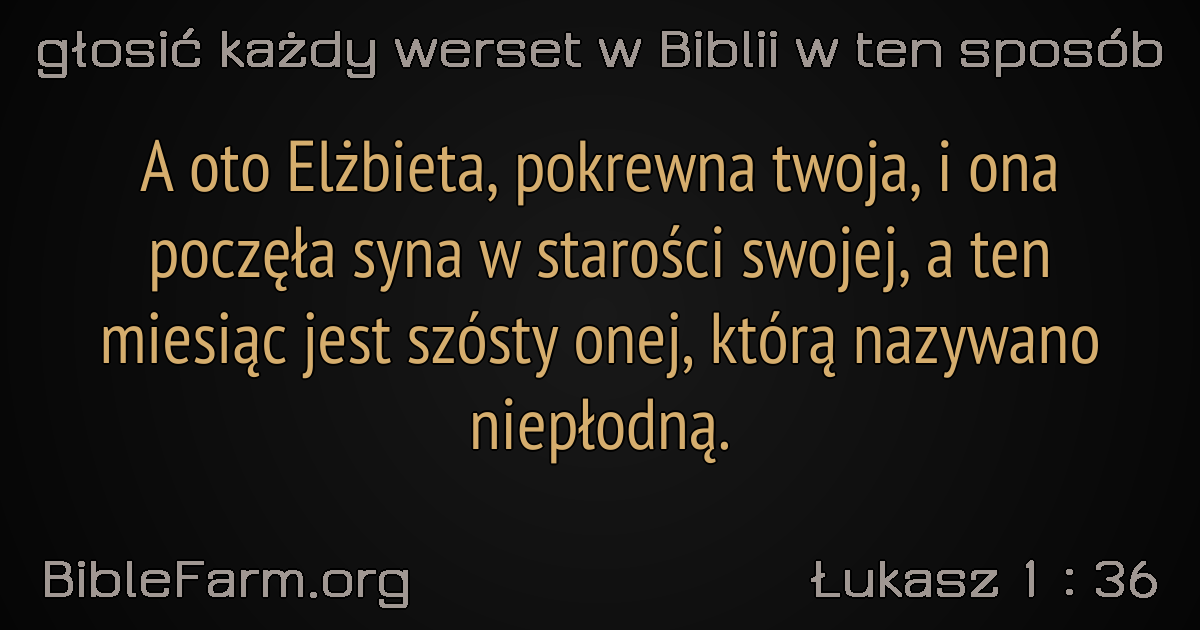 głosić każdy werset w Biblii w ten sposób
A oto Elżbieta, pokrewna twoja, i ona
poczęła syna w starości swojej, a ten
miesiąc jest szósty onej, którą nazywano
niepłodną.
BibleFarm.org
Łukasz 1 : 36